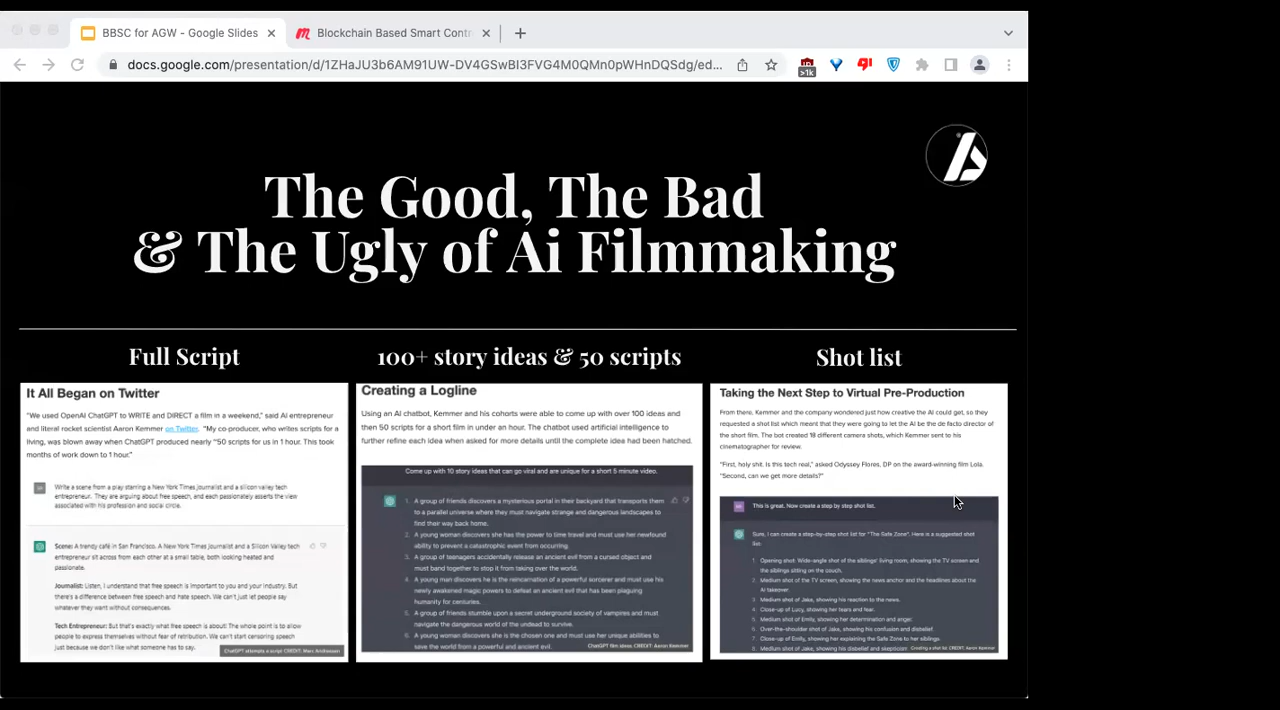 BBSC for AGW - Google Slides
Blockchain Based Smart Contr
docs.google.com/presentation/d/1ZHaJU3b6AM91UW-DV4GSwBI3FVG4M0QMn0pWHnDQSdg/ed...
>1k
The Good, The Bad
& The Ugly of Ai Filmmaking
Full Script
It All Began on Twitter
"We used OpenAI ChatGPT to WRITE and DIRECT a film in a weekend," said AI entrepreneur
and literal rocket scientist Aaron Kemmer on Twitter. "My co-producer, who writes scripts for a
living, was blown away when ChatGPT produced nearly "50 scripts for us in 1 hour. This took
months of work down to 1 hour."
Write a scene from a play starring a New York Times journalist and a Silicon Valley tech
entrepreneur. They are arguing about free speech, and each passionately asserts the view
associated with his profession and social circle.
Scene: A trendy café in San Francisco. A New York Times journalist and a Silicon Valley tech
entrepreneur sit across from each other at a small table, both looking heated and
passionate.
Journalist: Listen, I understand that free speech is important to you and your industry. But
there's a difference between free speech and hate speech. We can't just let people say
whatever they want without consequences.
Tech Entrepreneur: But that's exactly what free speech is about! The whole point is to allow
people to express themselves without fear of retribution. We can't start censoring speech
just because we don't like what someone has to say.
ChatGPT attempts a script CREDIT: Marc Andreessen
100+ story ideas & 50 scripts
Creating a Logline
Using an AI chatbot, Kemmer and his cohorts were able to come up with over 100 ideas and
then 50 scripts for a short film in under an hour. The chatbot used artificial intelligence to
further refine each idea when asked for more details until the complete idea had been hatched.
Come up with 10 story ideas that can go viral and are unique for a short 5 minute video.
1. A group of friends discovers a mysterious portal in their backyard that transports them
to a parallel universe where they must navigate strange and dangerous landscapes to
find their way back home.
2. A young woman discovers she has the power to time travel and must use her newfound
ability to prevent a catastrophic event from occurring.
3. A group of teenagers accidentally release an ancient evil from a cursed object and
must band together to stop it from taking over the world.
4. A young man discovers he is the reincarnation of a powerful sorcerer and must use his
newly awakened magic powers to defeat an ancient evil that has been plaguing
humanity for centuries.
5. A group of friends stumble upon a secret underground society of vampires and must
navigate the dangerous world of the undead to survive.
6. A young woman discovers she is the chosen one and must use her unique abilities to
save the world from a powerful and ancient evil.
ChatGPT film ideas. CREDIT: Aaron Kemmer
Shot list
Taking the Next Step to Virtual Pre-Production
From there, Kemmer and the company wondered just how creative the AI could get, so they
requested a shot list which meant that they were going to let the AI be the de facto director of
the short film. The bot created 18 different camera shots, which Kemmer sent to his
cinematographer for review.
"First, holy shit. Is this tech real," asked Odyssey Flores, DP on the award-winning film Lola.
"Second, can we get more details?"
This is great. Now create a step by step shot list.
Sure, I can create a step-by-step shot list for "The Safe Zone". Here is a suggested shot
list:
1. Opening shot: Wide-angle shot of the siblings' living room, showing the TV screen and
the siblings sitting on the couch.
2. Medium shot of the TV screen, showing the news anchor and the headlines about the
AI takeover.
3. Medium shot of Jake, showing his reaction to the news.
4. Close-up of Lucy, showing her tears and fear.
5. Medium shot of Emily, showing her determination and anger.
6. Over-the-shoulder shot of Jake, showing his confusion and disbelief.
7. Close-up of Emily, showing her explaining the Safe Zone to her siblings.
8. Medium shot of Jake, showing his disbelief and skepticism
Creating a shot list. CREDIT: Aaron Kemmer